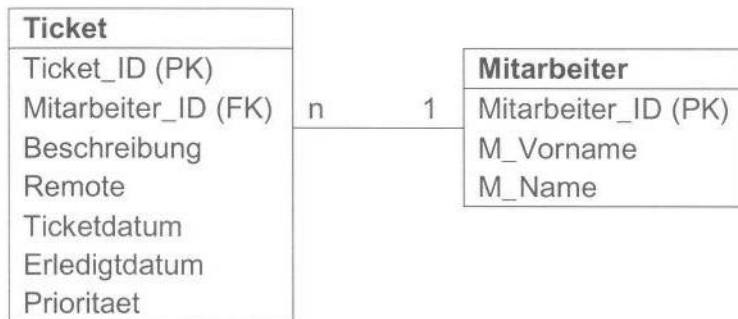 Ticket
Ticket_ID (PK)
Mitarbeiter_ID (FK)
Beschreibung
Remote
Ticketdatum
Erledigtdatum
Prioritaet
n
1
Mitarbeiter
Mitarbeiter_ID (PK)
M_Vorname
M_Name